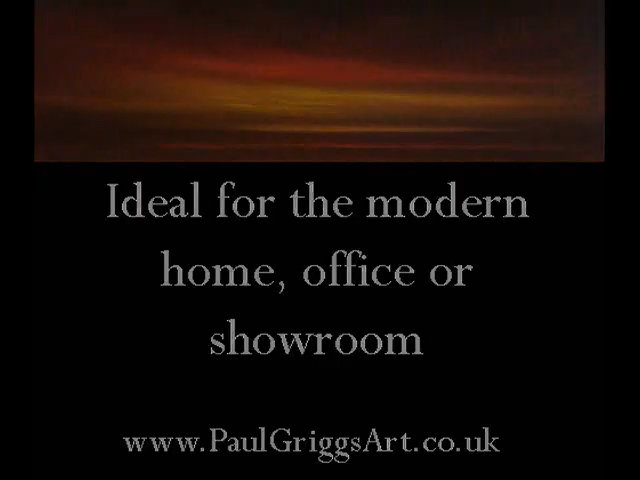 Ideal for the modern
home, office or
showroom
www.PaulGriggsArt.co.uk